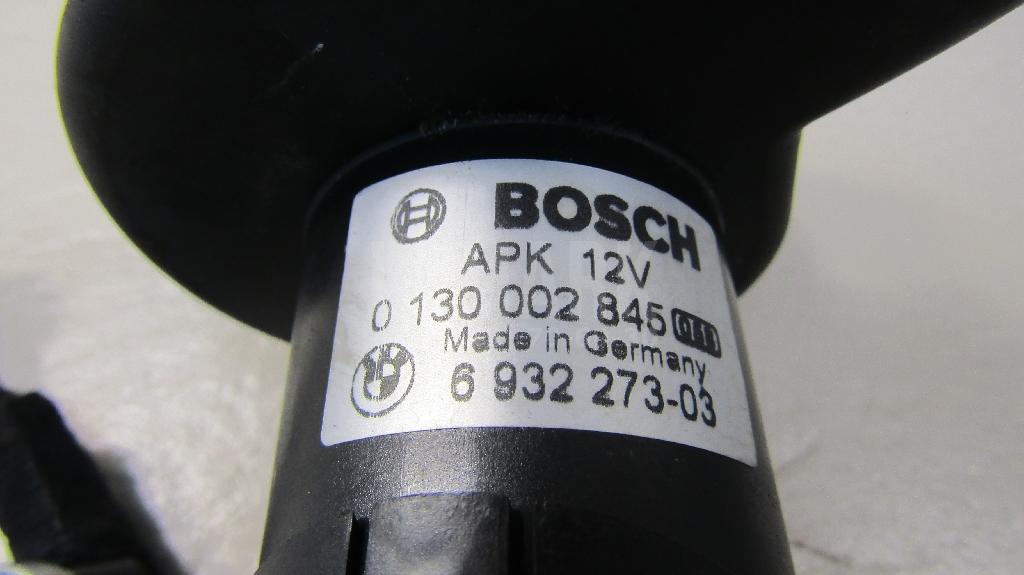 BOSCH
APK 12V
0 130 002 845
Made in Germany
6 932 273-03